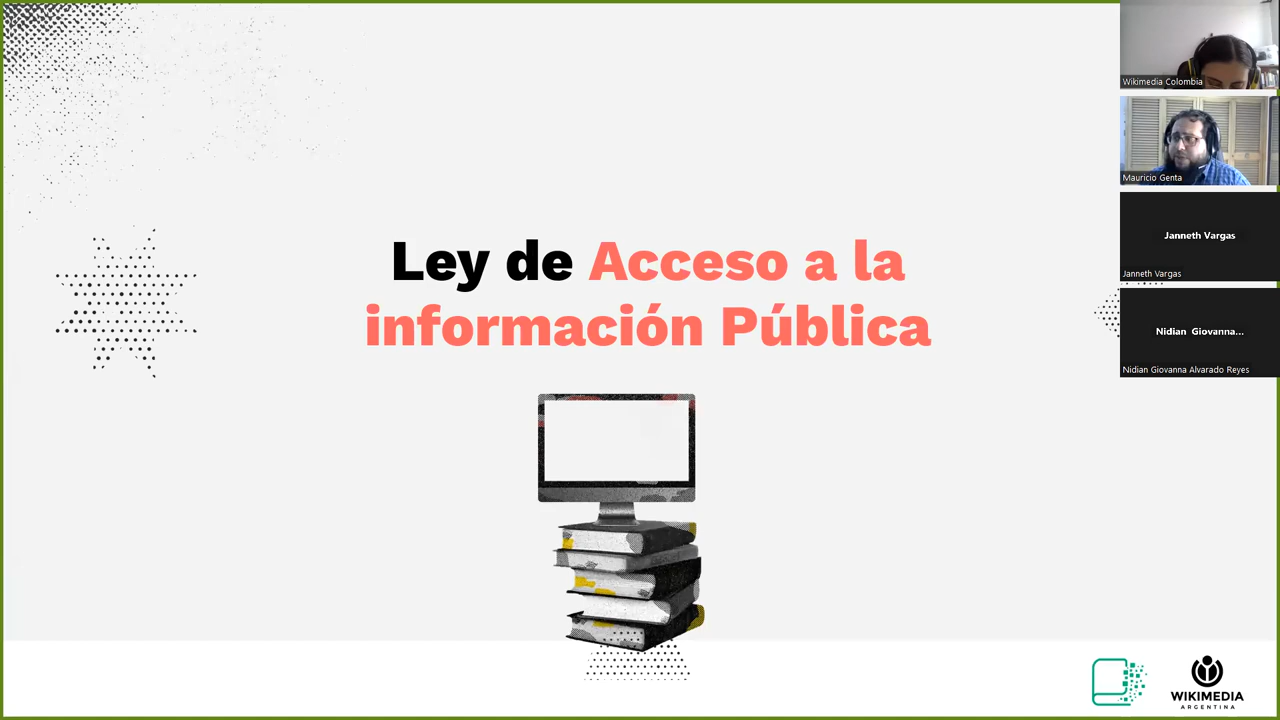 Ley de Acceso a la
información Pública
Wikimedia Colombia
Mauricio Genta
Janneth Vargas
Janneth Vargas
Nidian Giovanna...
Nidian Giovanna Alvarado Reyes
WIKIMEDIA
ARGENTINA